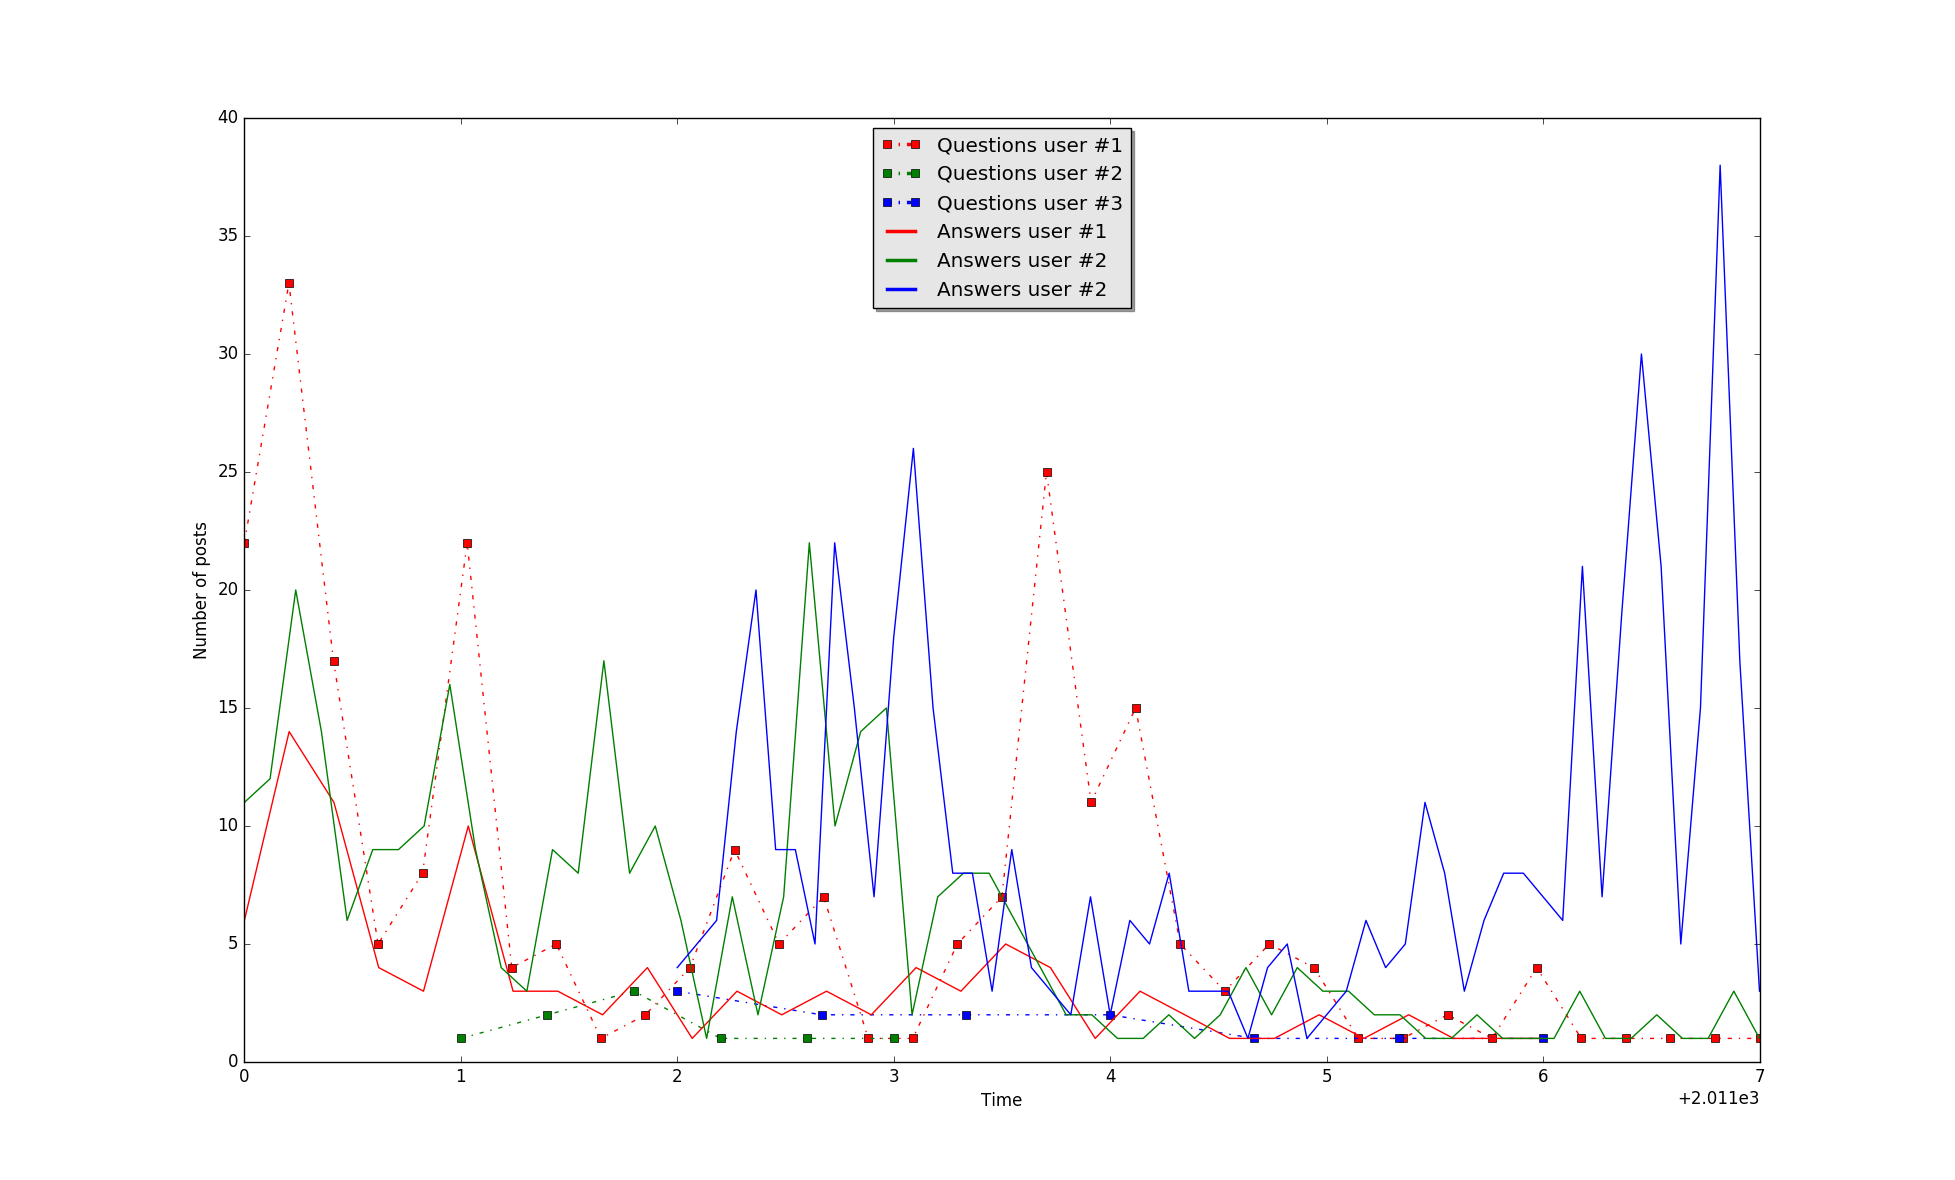 40
35
30
25
20
15
10
5
0
Number of posts
Questions user #1
Questions user #2
Questions user #3
Answers user #1
Answers user #2
Answers user #2
0 1 2 3 4 5 6 7
Time
+2.011e3